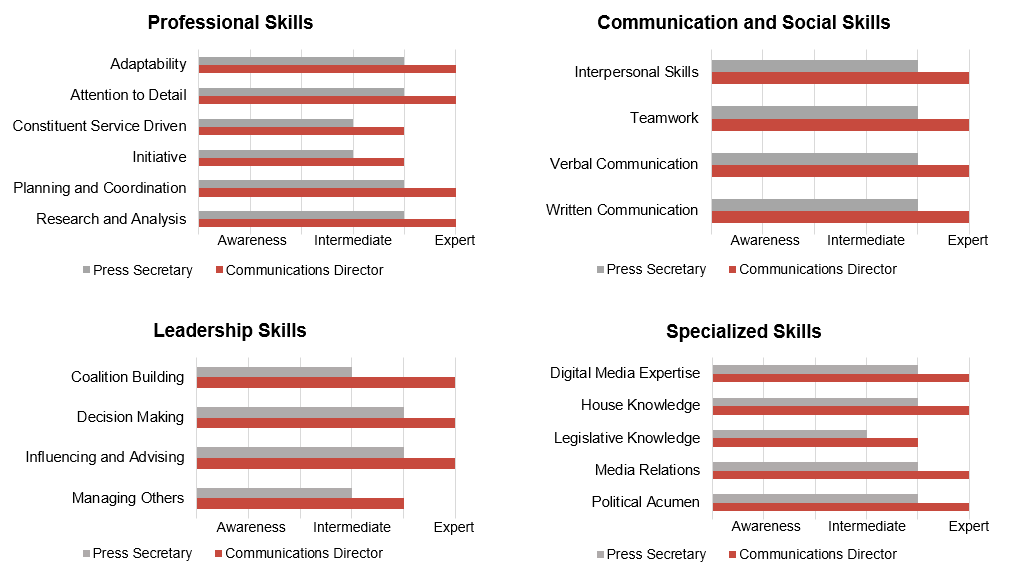 Professional Skills
Adaptability
Attention to Detail
Constituent Service Driven
Initiative
Planning and Coordination
Research and Analysis
Awareness Intermediate Expert
Press Secretary Communications Director
Communication and Social Skills
Interpersonal Skills
Teamwork
Verbal Communication
Written Communication
Awareness Intermediate Expert
Press Secretary Communications Director
Leadership Skills
Coalition Building
Decision Making
Influencing and Advising
Managing Others
Awareness Intermediate Expert
Press Secretary Communications Director
Specialized Skills
Digital Media Expertise
House Knowledge
Legislative Knowledge
Media Relations
Political Acumen
Awareness Intermediate Expert
Press Secretary Communications Director